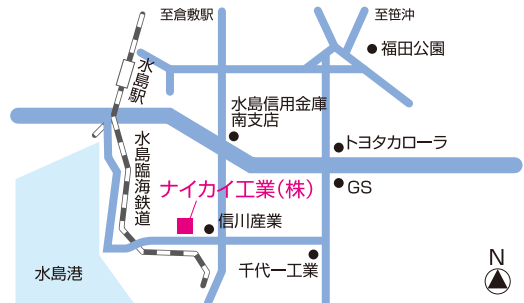 至倉敷駅
至笹沖
福田公園
水島駅
水島信用金庫
南支店
水島臨海鉄道
トヨタカローラ
ナイカイ工業(株)
GS
信川産業
水島港
千代一工業
N